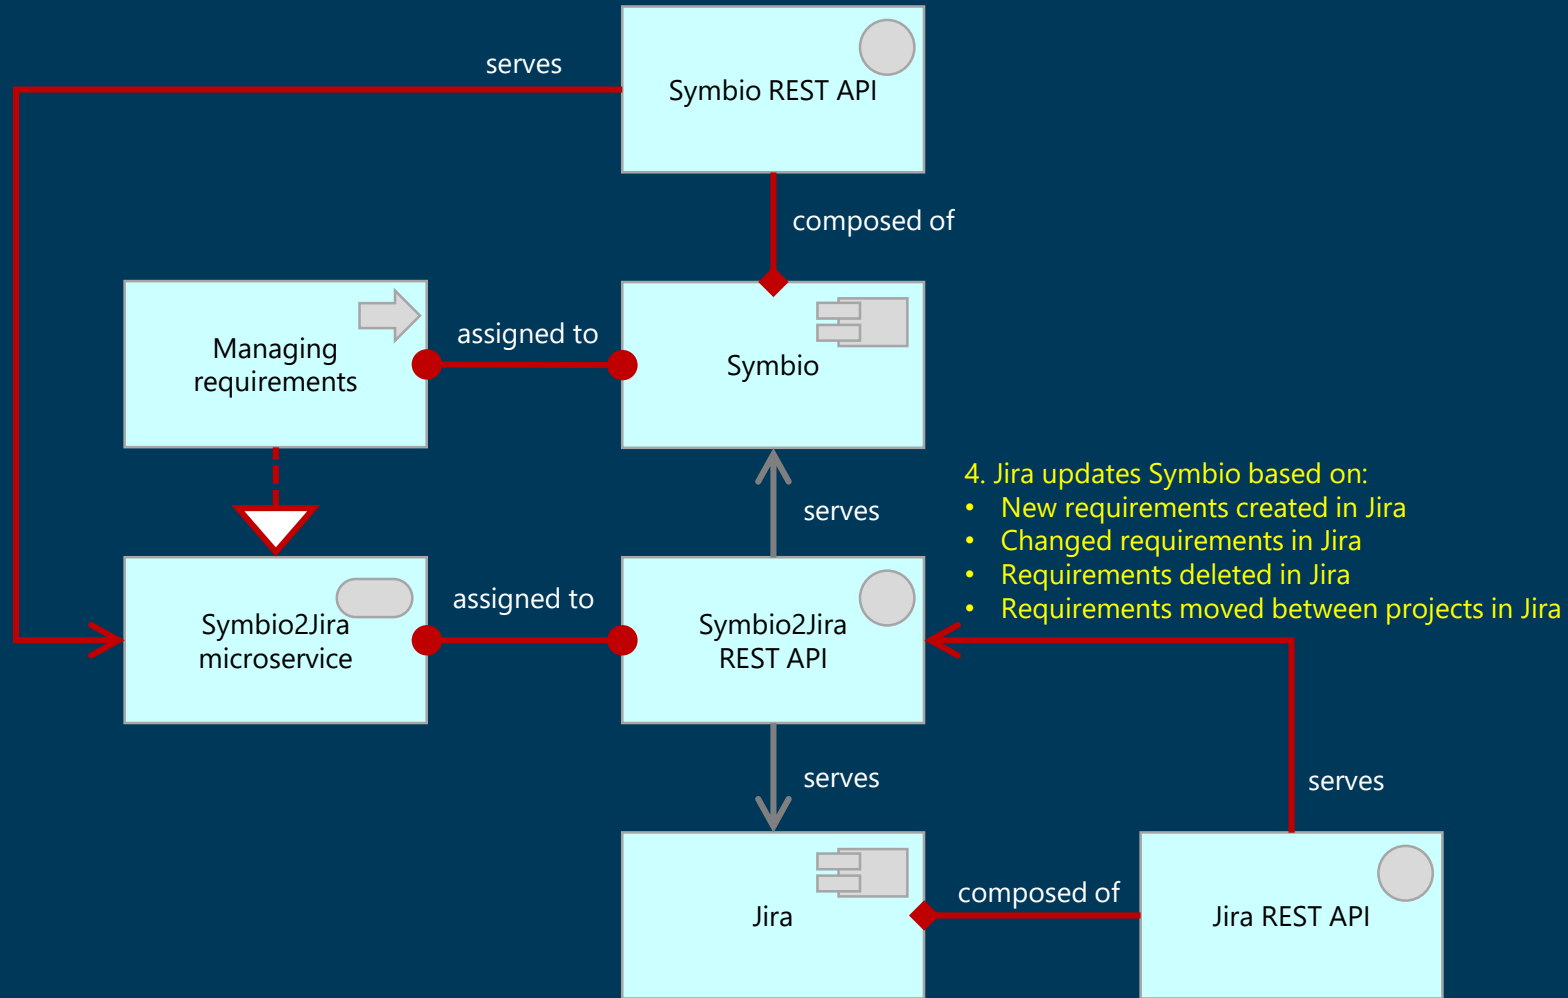 serves
Symbio REST API
composed of
Managing
requirements
assigned to
Symbio
serves
4. Jira updates Symbio based on:
• New requirements created in Jira
• Changed requirements in Jira
• Requirements deleted in Jira
• Requirements moved between projects in Jira
Symbio2Jira
microservice
assigned to
Symbio2Jira
REST API
serves
serves
Jira
composed of
Jira REST API